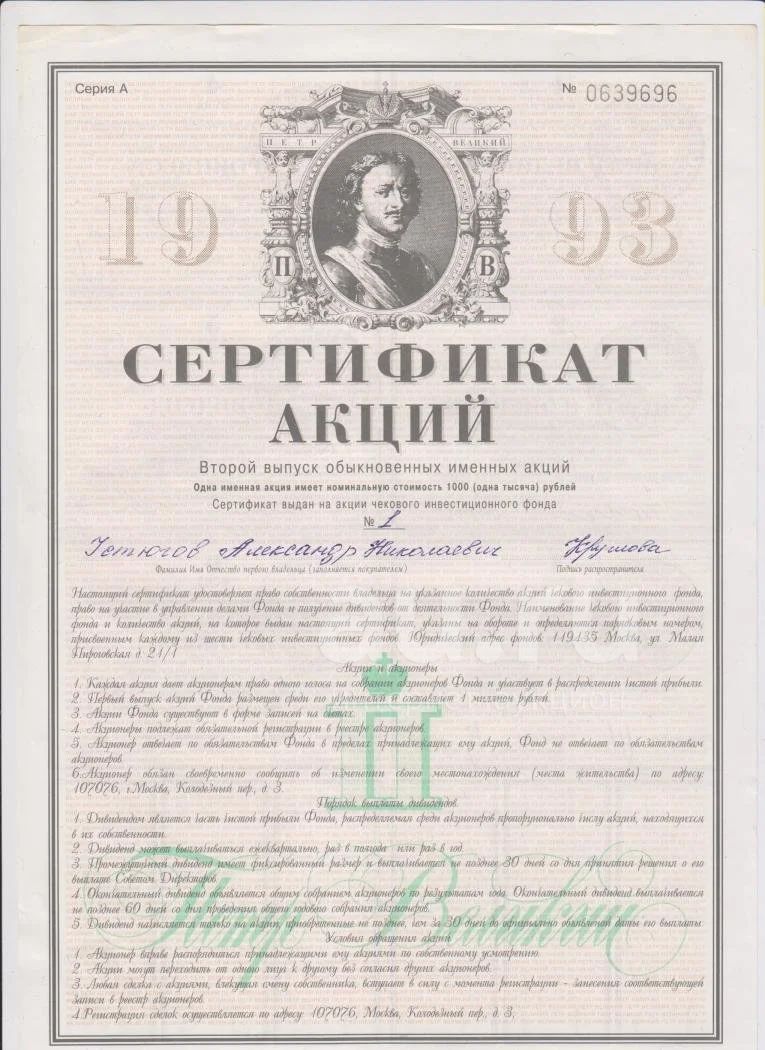 Серия А
№ 0639696
ПЕТР ВЕЛИКИЙ
19 93
П В
СЕРТИФИКАТ
АКЦИЙ
Второй выпуск обыкновенных именных акций
Одна именная акция имеет номинальную стоимость 1000 (одна тысяча) рублей
Сертификат выдан на акции чекового инвестиционного фонда
№ 1
Устюгов Александр Николаевич Круглова
Фамилия Имя Отчество первого владельца (заполняется покупателем) Подпись распространителя
Настоящий сертификат удостоверяет право собственности владельца на указанное количество акций чекового инвестиционного фонда,
право на участие в управлении делами Фонда и получение дивидендов от деятельности Фонда. Наименование чекового инвестиционного
фонда и количество акций, на которое выдан настоящий сертификат, указаны на обороте и определяются порядковым номером,
присвоенным каждому из шести чековых инвестиционных фондов. Юридический адрес фондов: 119435 Москва, ул. Малая
Пироговская д. 21/1
Акции и акционеры
1. Каждая акция дает акционерам право одного голоса на собрании акционеров Фонда и участвует в распределении чистой прибыли.
2. Первый выпуск акций Фонда размещен среди его учредителей и составляет 1 миллион рублей.
3. Акции Фонда существуют в форме записей на счетах.
4. Акционеры подлежат обязательной регистрации в реестре акционеров.
5. Акционер отвечает по обязательствам Фонда в пределах принадлежащих ему акций, Фонд не отвечает по обязательствам
акционеров.
6.Акционер обязан своевременно сообщить об изменении своего местонахождения (места жительства) по адресу:
107076, г.Москва, Колодезный пер., д. 3.
П
Порядок выплаты дивидендов.
1. Дивидендом является часть чистой прибыли Фонда, распределяемая среди акционеров пропорционально числу акций, находящихся
в их собственности.
2. Дивиденд может выплачиваться ежеквартально, раз в полгода или раз в год.
3. Промежуточный дивиденд имеет фиксированный размер и выплачивается не позднее 30 дней со дня принятия решения о его
выплате Советом Директоров.
4. Окончательный дивиденд объявляется общим собранием акционеров по результатам года. Окончательный дивиденд выплачивается
не позднее 60 дней со дня проведения общего годового собрания акционеров.
5. Дивиденд начисляется только на акции, приобретенные не позднее, чем за 30 дней до официально объявленой даты его выплаты.
Петр Великий
Условия обращения акций.
1. Акционер вправе распорядиться принадлежащими ему акциями по собственному усмотрению.
2. Акции могут переходить от одного лица к другому без согласия других акционеров.
3. Любая сделка с акциями, влекущая смену собственника, вступает в силу с момента регистрации - занесения соответствующей
записи в реестр акционеров.
4.Регистрация сделок осуществляется по адресу: 107076, Москва, Колодезный пер., д. 3;